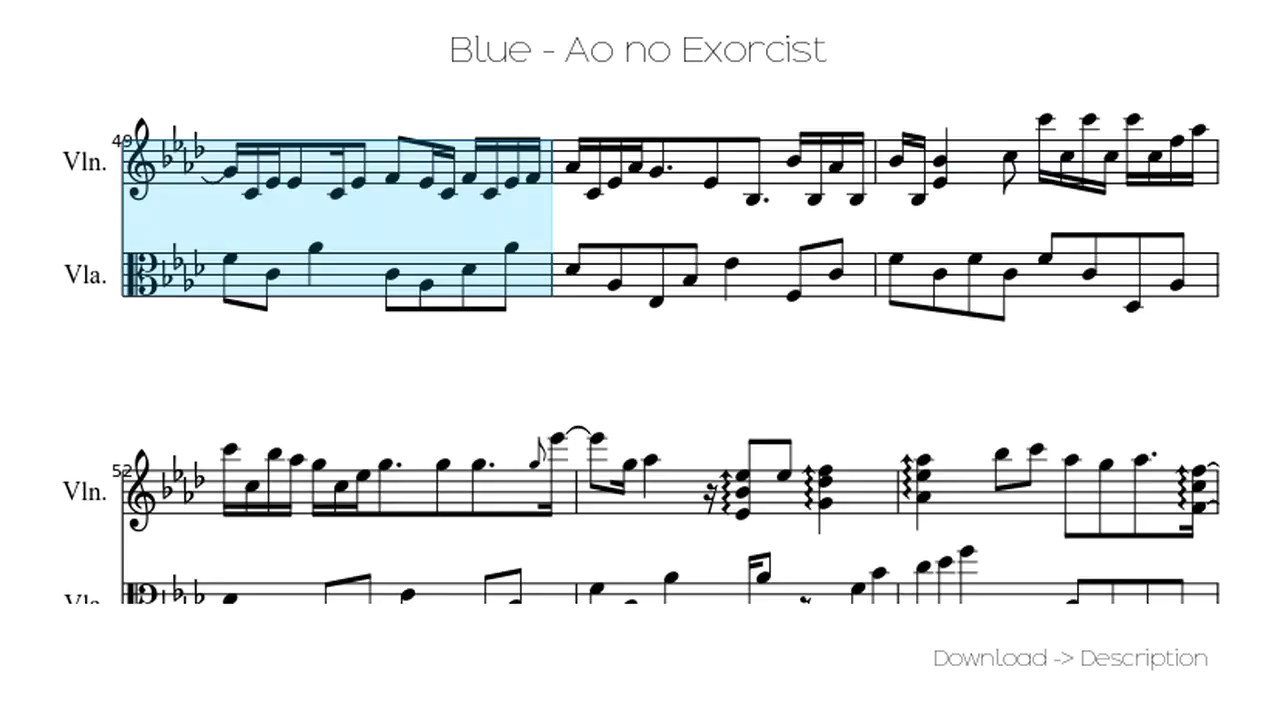 Blue - Ao no Exorcist
49
Vln.
Vla.
52
Vln.
Vla
Download -> Description